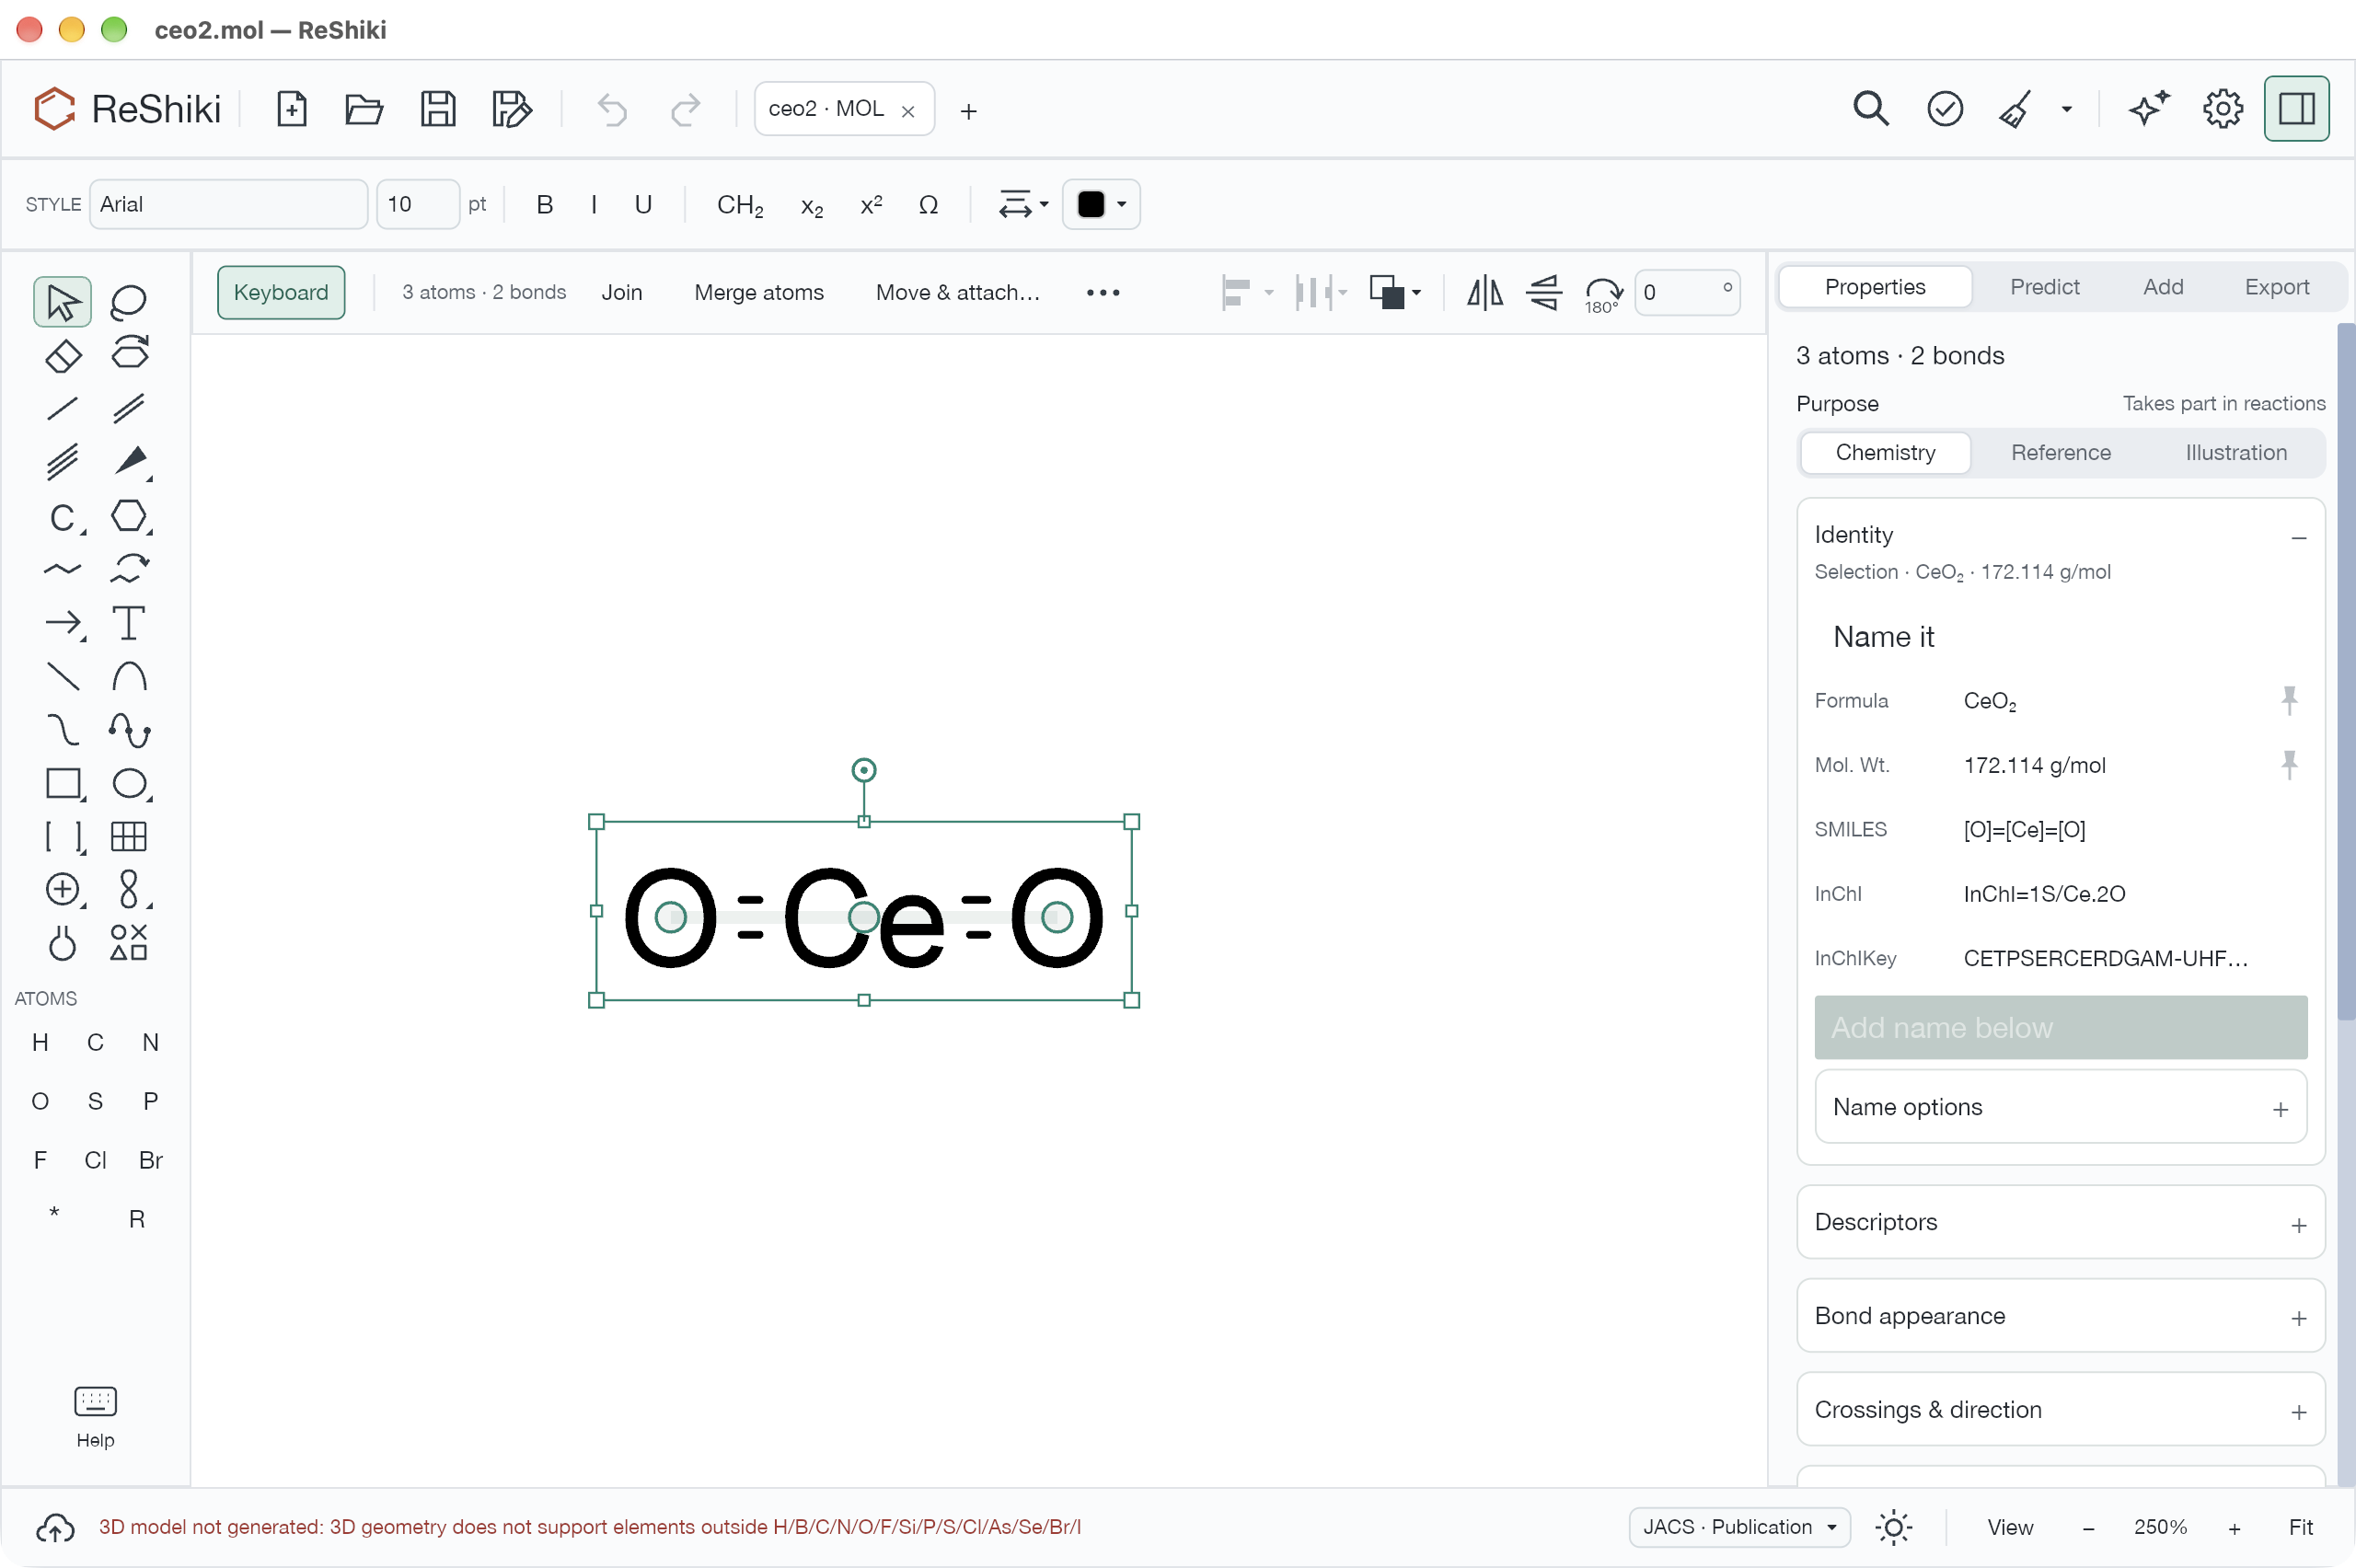 ceo2.mol — ReShiki
ReShiki
ceo2 · MOL × +
STYLE Arial 10 pt B I U CH₂ x₂ x² Ω
Keyboard 3 atoms · 2 bonds Join Merge atoms Move & attach... ••• 180° 0 °
Properties Predict Add Export
3 atoms · 2 bonds
Purpose Takes part in reactions
Chemistry Reference Illustration
Identity −
Selection · CeO₂ · 172.114 g/mol
Name it
Formula CeO₂
Mol. Wt. 172.114 g/mol
SMILES [O]=[Ce]=[O]
InChI InChI=1S/Ce.2O
InChIKey CETPSERCERDGAM-UHF...
Add name below
Name options +
Descriptors +
Bond appearance +
Crossings & direction +
C
T
[ ]
O=Ce=O
ATOMS
H C N
O S P
F Cl Br
* R
Help
3D model not generated: 3D geometry does not support elements outside H/B/C/N/O/F/Si/P/S/Cl/As/Se/Br/I
JACS · Publication View − 250% + Fit